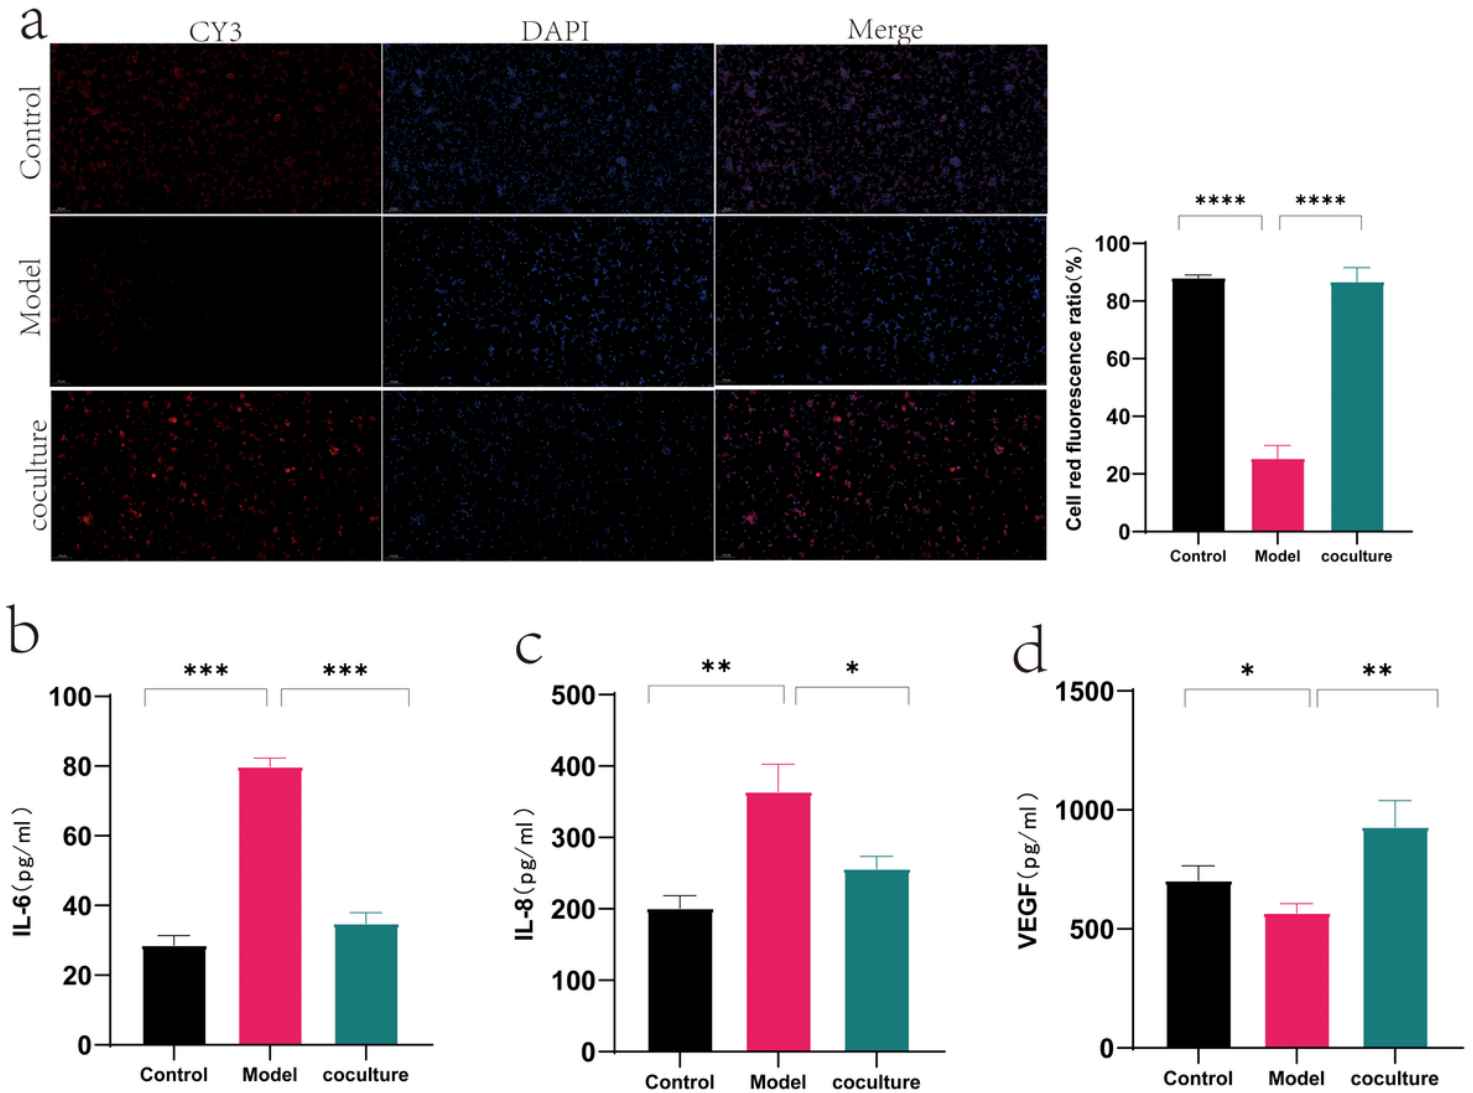 a
CY3 DAPI Merge
Control
Model
coculture
**** ****
Cell red fluorescence ratio(%)
100
80
60
40
20
0
Control Model coculture
b
*** ***
IL-6(pg/ml)
100
80
60
40
20
0
Control Model coculture
c
** *
IL-8(pg/ml)
500
400
300
200
100
0
Control Model coculture
d
* **
VEGF(pg/ml)
1500
1000
500
0
Control Model coculture